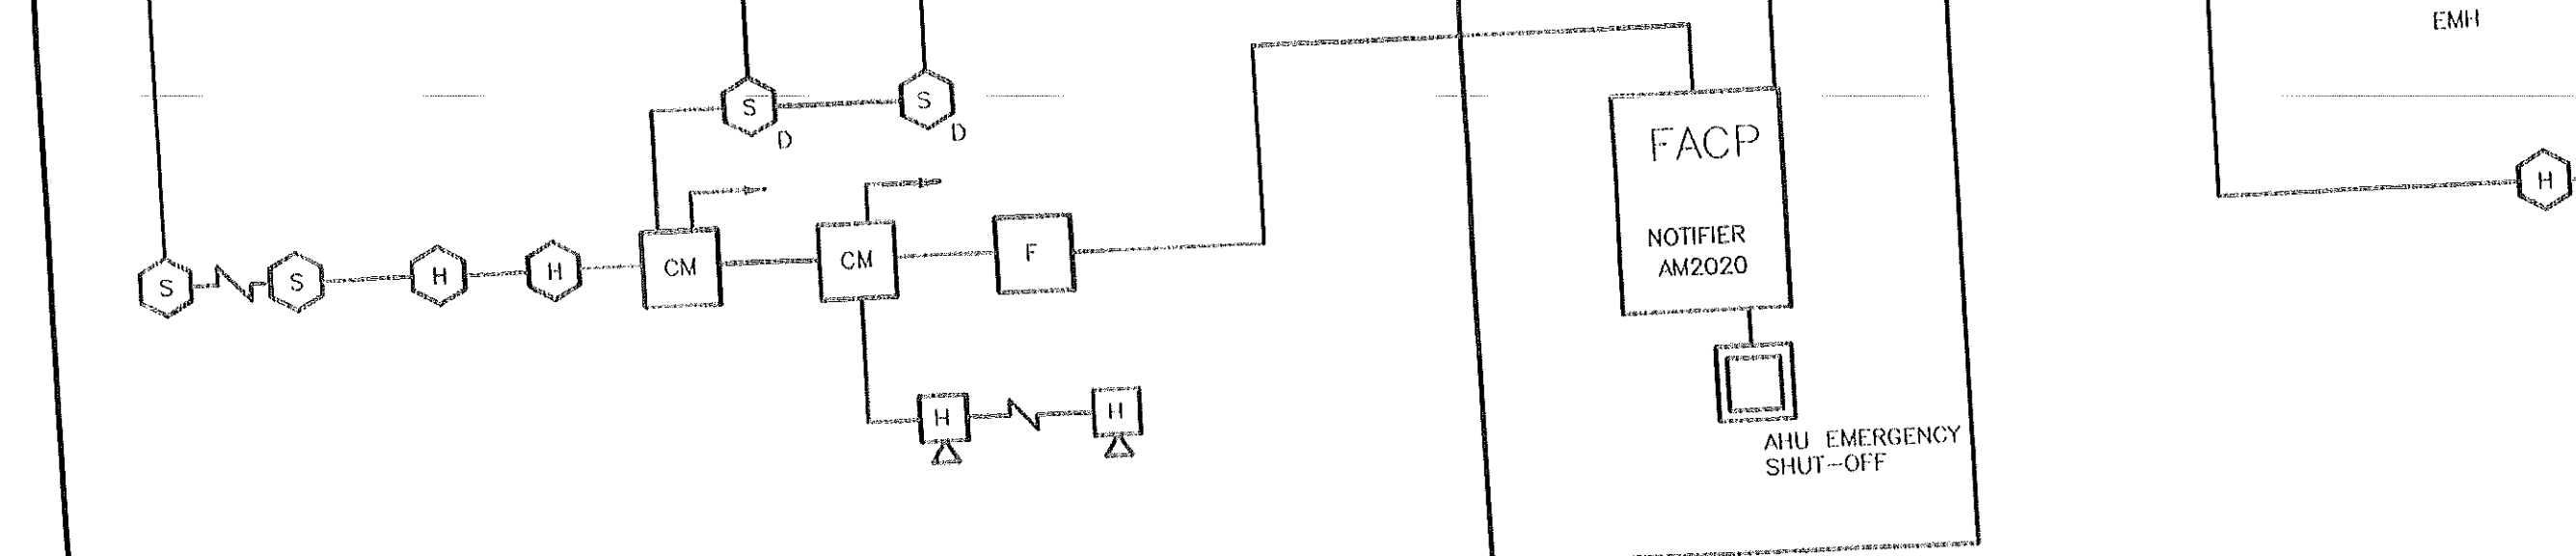 EMH
S
S
D
D
FACP
H
NOTIFIER
AM2020
S
S
H
H
CM
CM
F
H
H
AHU EMERGENCY
SHUT-OFF